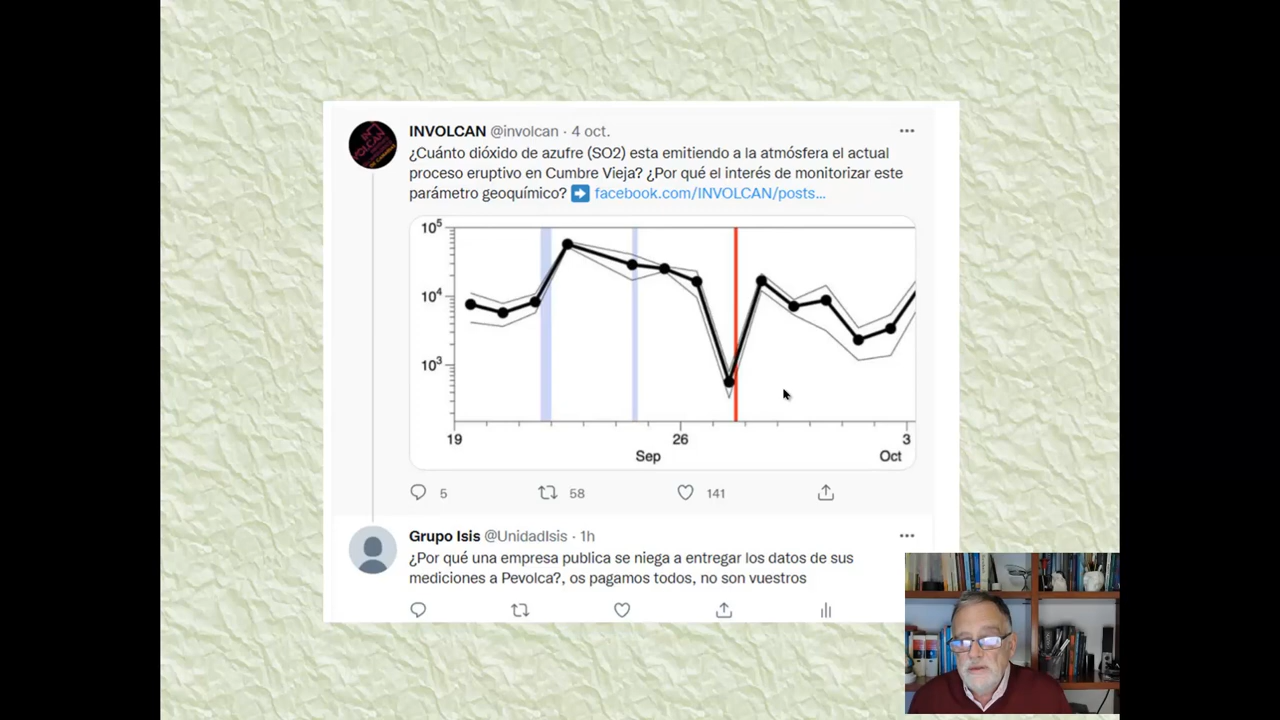 INVOLCAN @involcan · 4 oct.
¿Cuánto dióxido de azufre (SO2) esta emitiendo a la atmósfera el actual
proceso eruptivo en Cumbre Vieja? ¿Por qué el interés de monitorizar este
parámetro geoquímico? ➡ facebook.com/INVOLCAN/posts...
10⁵
10⁴
10³
19 26 3
Sep Oct
5 58 141
Grupo Isis @UnidadIsis · 1h
¿Por qué una empresa publica se niega a entregar los datos de sus
mediciones a Pevolca?, os pagamos todos, no son vuestros